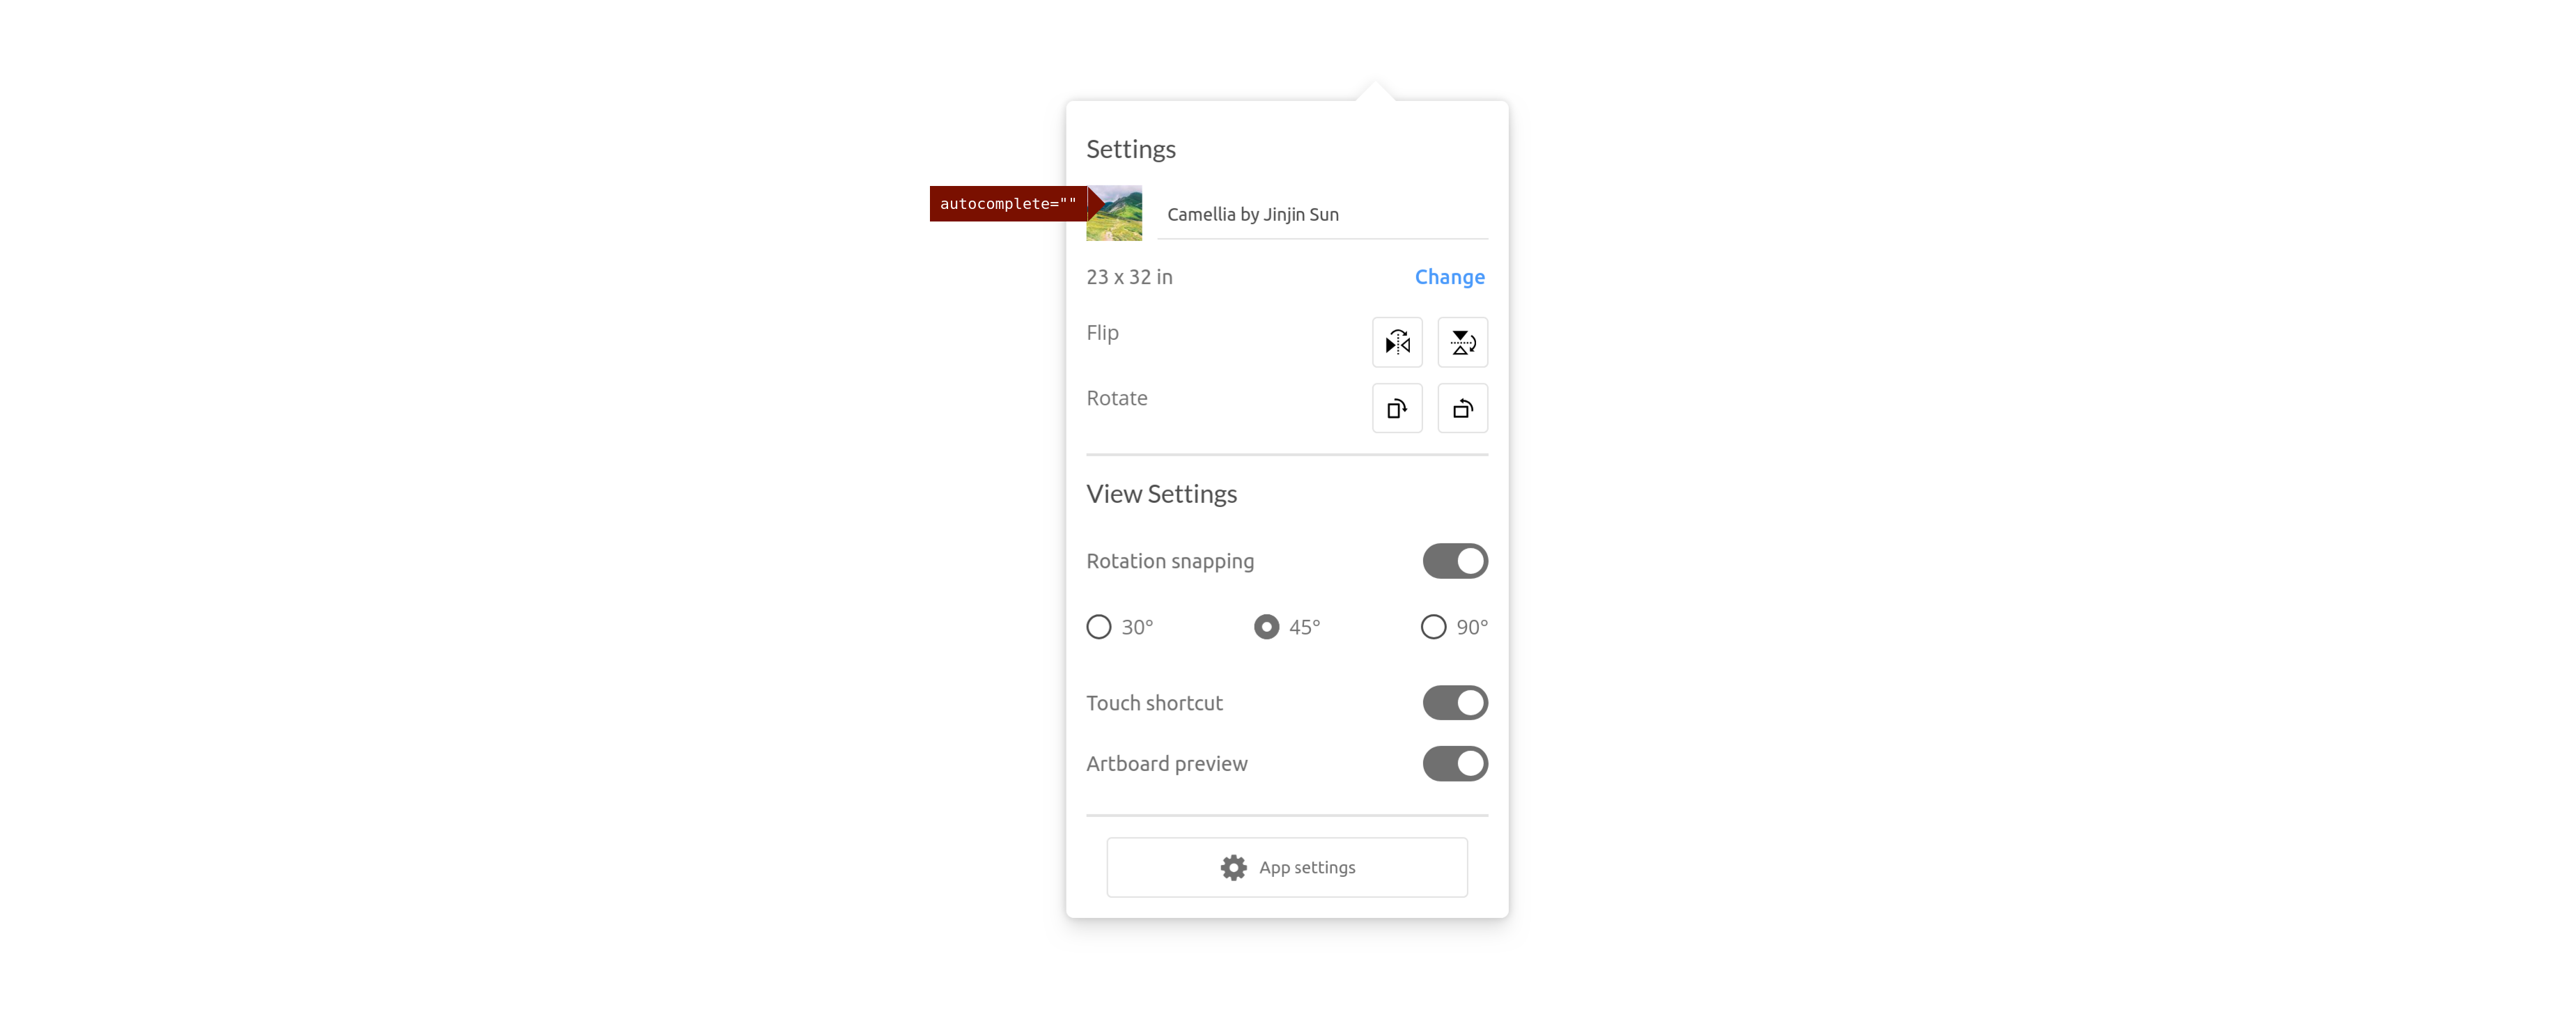 Settings
autocomplete=""
Camellia by Jinjin Sun
23 x 32 in
Change
Flip
Rotate
View Settings
Rotation snapping
30°
45°
90°
Touch shortcut
Artboard preview
App settings